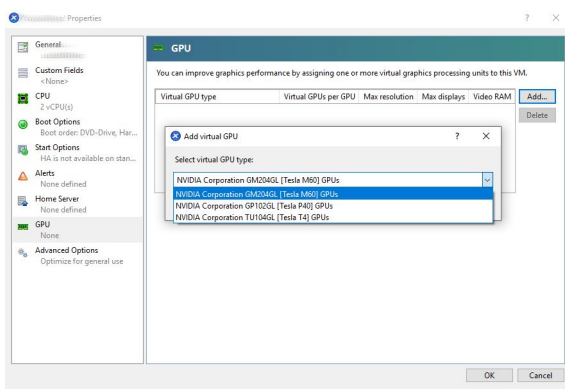 Properties
?
General
GPU
You can improve graphics performance by assigning one or more virtual graphics processing units to this VM.
Custom Fields
<None>
Virtual GPU type Virtual GPUs per GPU Max resolution Max displays Video RAM Add...
CPU
2 vCPU(s)
Delete
Boot Options
Boot order: DVD-Drive, Har...
Add virtual GPU ?
Start Options
HA is not available on stan...
Select virtual GPU type:
Alerts
None defined
NVIDIA Corporation GM204GL [Tesla M60] GPUs
NVIDIA Corporation GM204GL [Tesla M60] GPUs
Home Server
None defined
NVIDIA Corporation GP102GL [Tesla P40] GPUs
NVIDIA Corporation TU104GL [Tesla T4] GPUs
GPU
None
Advanced Options
Optimize for general use
OK Cancel